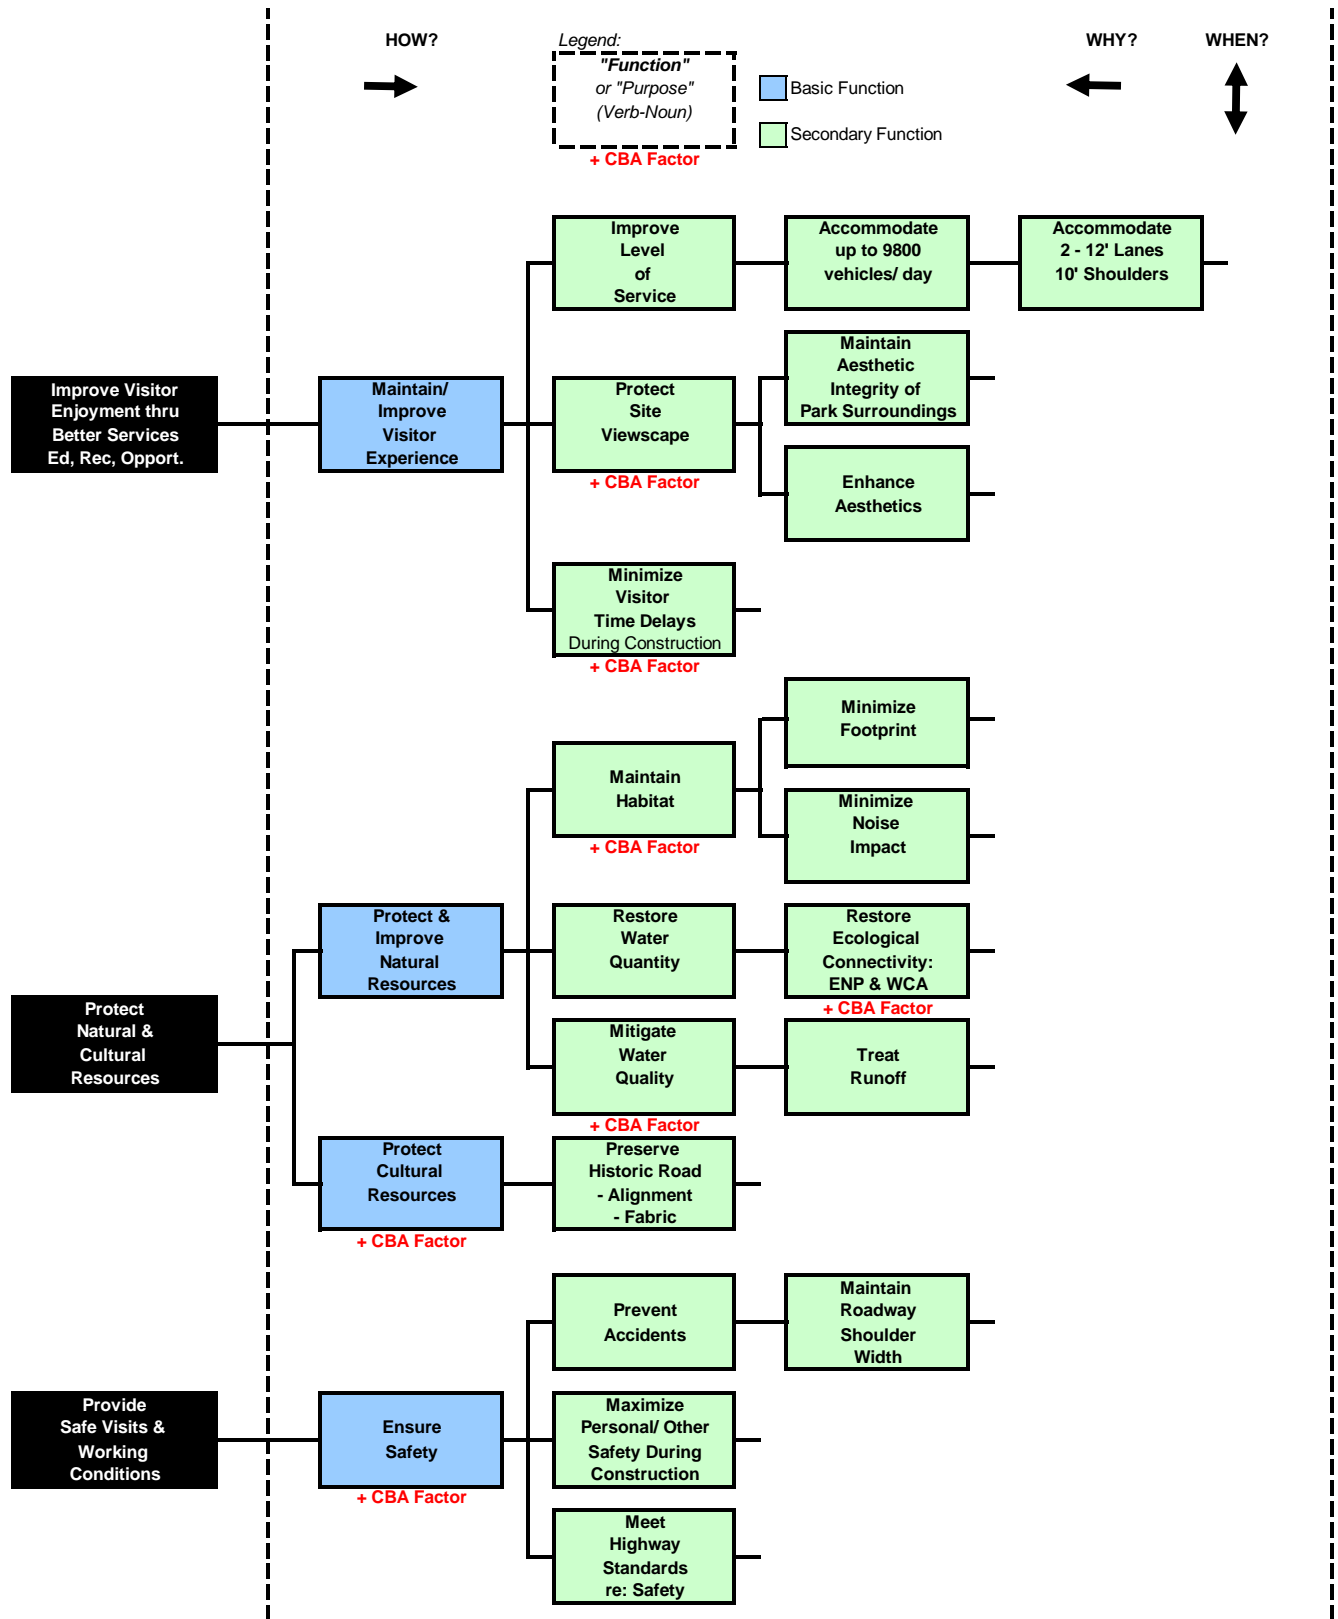 HOW?
Legend:
WHY?
WHEN?
"Function"
or "Purpose"
(Verb-Noun)
Basic Function
Secondary Function
+ CBA Factor
Improve
Level
of
Service
Accommodate
up to 9800
vehicles/ day
Accommodate
2 - 12' Lanes
10' Shoulders
Improve Visitor
Enjoyment thru
Better Services
Ed, Rec, Opport.
Maintain/
Improve
Visitor
Experience
Protect
Site
Viewscape
+ CBA Factor
Maintain
Aesthetic
Integrity of
Park Surroundings
Enhance
Aesthetics
Minimize
Visitor
Time Delays
During Construction
+ CBA Factor
Protect
Natural &
Cultural
Resources
Protect &
Improve
Natural
Resources
Maintain
Habitat
+ CBA Factor
Minimize
Footprint
Minimize
Noise
Impact
Restore
Water
Quantity
Restore
Ecological
Connectivity:
ENP & WCA
+ CBA Factor
Mitigate
Water
Quality
+ CBA Factor
Treat
Runoff
Protect
Cultural
Resources
+ CBA Factor
Preserve
Historic Road
- Alignment
- Fabric
Provide
Safe Visits &
Working
Conditions
Ensure
Safety
+ CBA Factor
Prevent
Accidents
Maintain
Roadway
Shoulder
Width
Maximize
Personal/ Other
Safety During
Construction
Meet
Highway
Standards
re: Safety